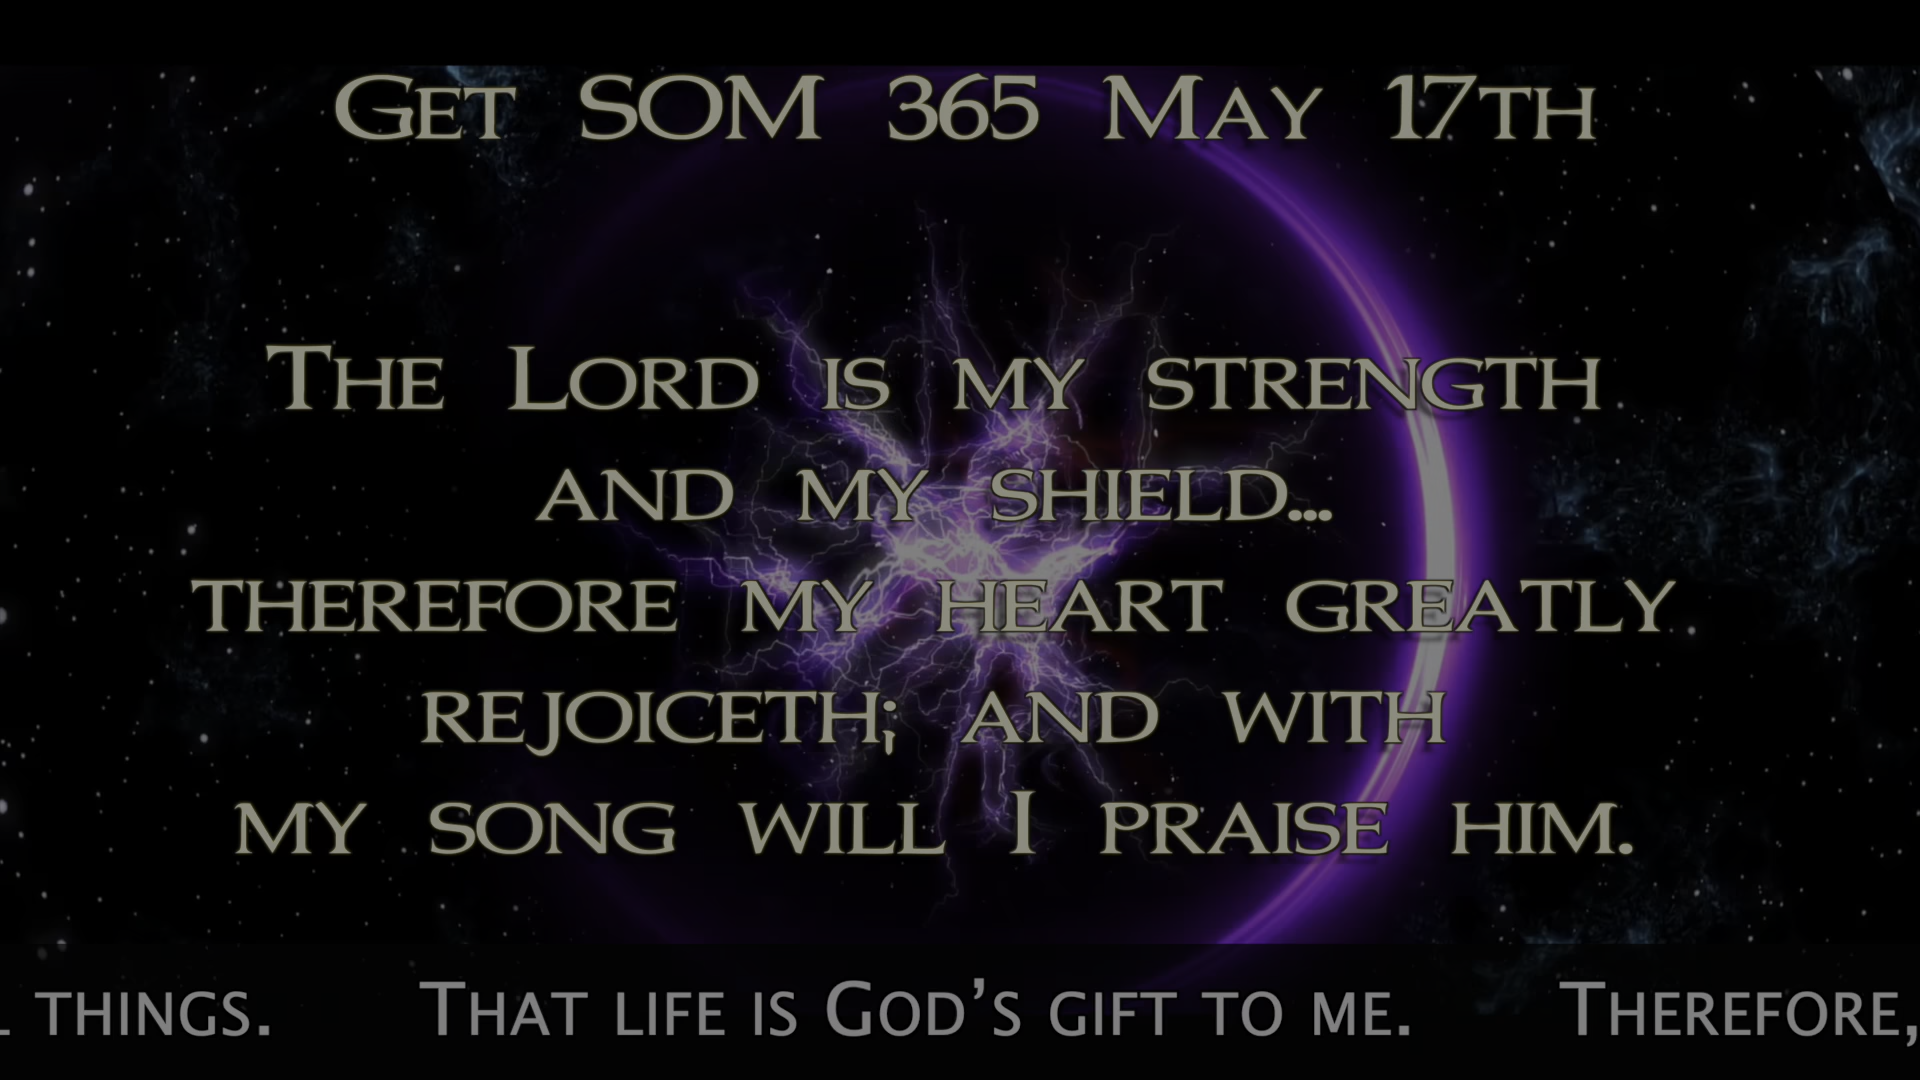 Get SOM 365 May 17th
The Lord is my strength
and my shield...
therefore my heart greatly
rejoiceth; and with
my song will I praise him.
things. That life is God's gift to me. Therefore,